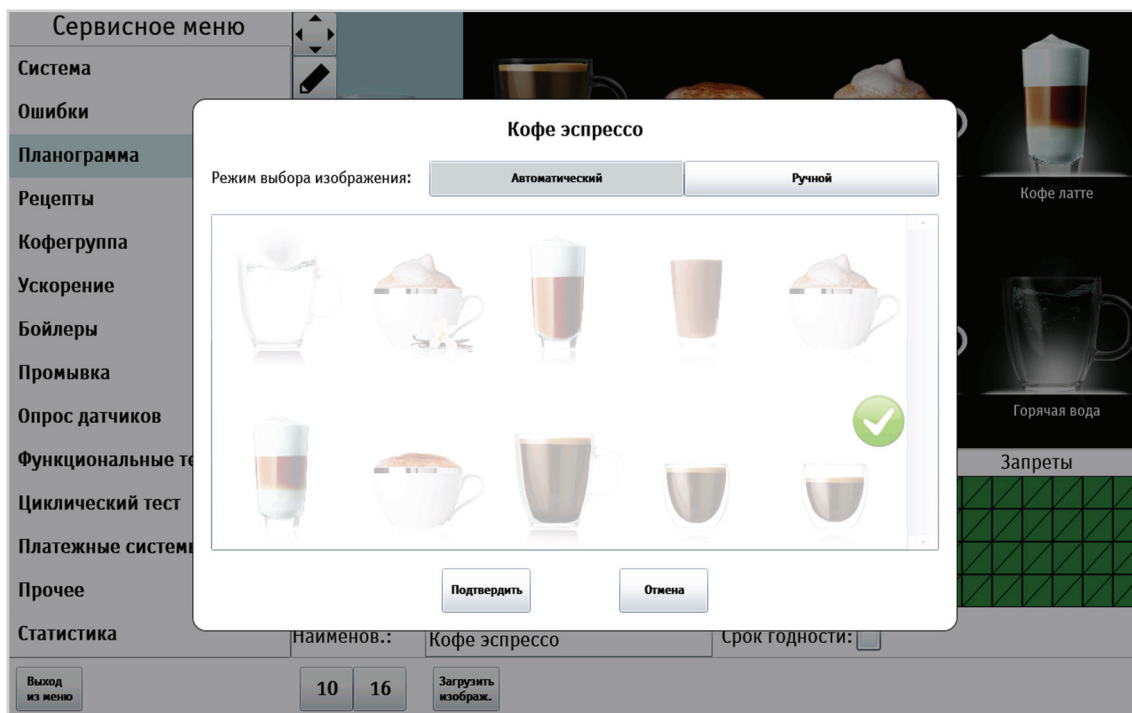 Сервисное меню
Система
Ошибки
Планограмма
Рецепты
Кофегруппа
Ускорение
Бойлеры
Промывка
Опрос датчиков
Функциональные
Циклический тест
Платежные
Прочее
Статистика
Выход
из меню
Кофе эспрессо
Режим выбора изображения:
Автоматический
Ручной
Подтвердить
Отмена
Кофе латте
Горячая вода
Запреты
Наименов.:
Кофе эспрессо
Срок годности:
10
16
Загрузить
изображ.